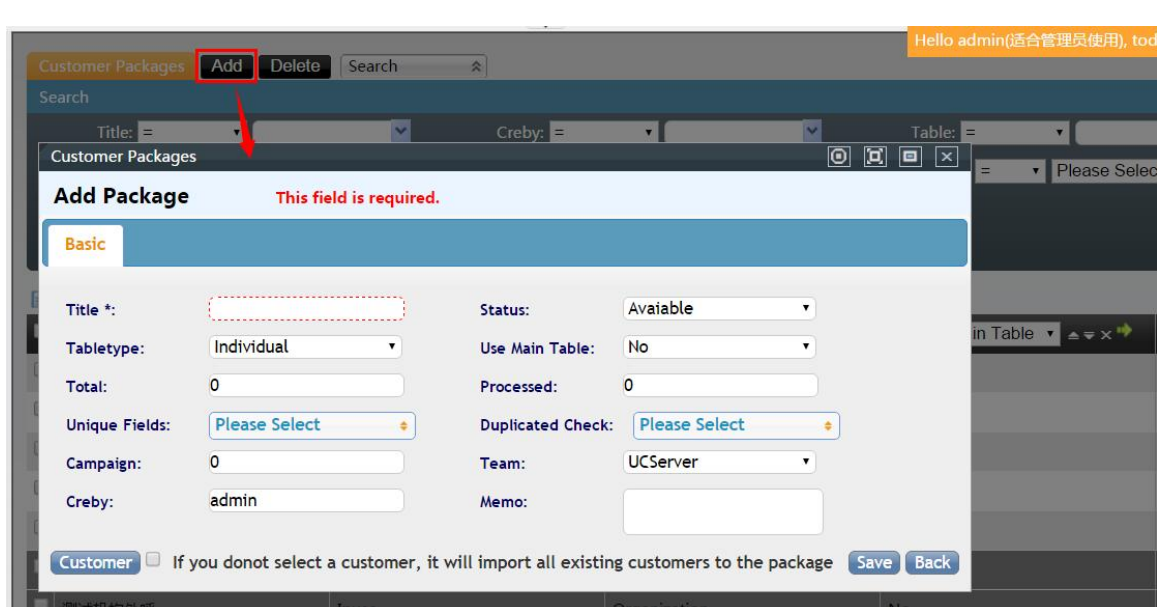 Hello admin(适合管理员使用), tod
Customer Packages Add Delete Search
Search
Title: = Creby: = Table: =
Customer Packages
= Please Selec
Add Package This field is required.
Basic
Title *: Status: Avaiable
in Table
Tabletype: Individual Use Main Table: No
Total: 0 Processed: 0
Unique Fields: Please Select Duplicated Check: Please Select
Campaign: 0 Team: UCServer
Creby: admin Memo:
Customer If you donot select a customer, it will import all existing customers to the package Save Back